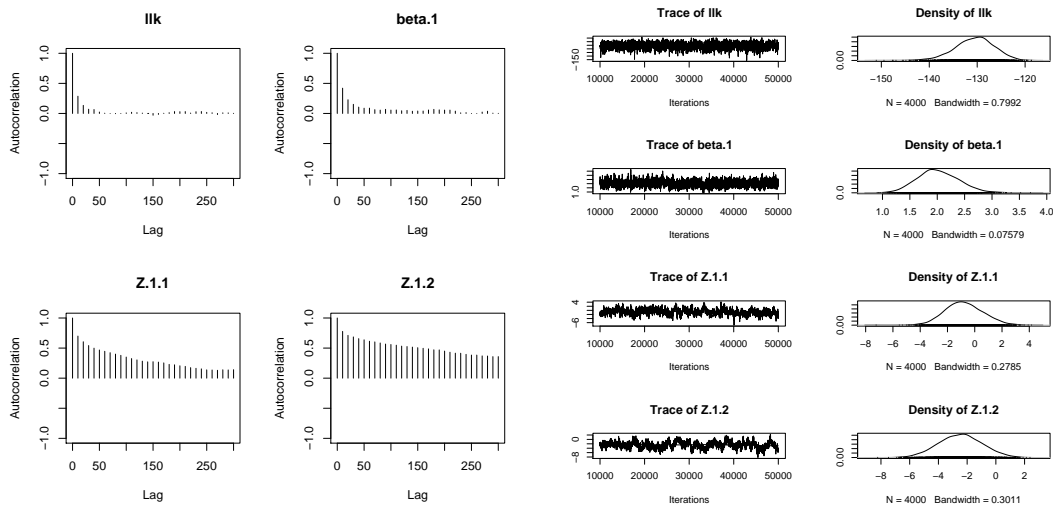 llk
Autocorrelation
1.0
0.5
0.0
−1.0
0 50 150 250
Lag
beta.1
Autocorrelation
1.0
0.5
0.0
−1.0
0 50 150 250
Lag
Z.1.1
Autocorrelation
1.0
0.5
0.0
−1.0
0 50 150 250
Lag
Z.1.2
Autocorrelation
1.0
0.5
0.0
−1.0
0 50 150 250
Lag
Trace of llk
−150
10000 20000 30000 40000 50000
Iterations
Density of llk
0.00
−150 −140 −130 −120
N = 4000 Bandwidth = 0.7992
Trace of beta.1
1.0
10000 20000 30000 40000 50000
Iterations
Density of beta.1
0.0
1.0 1.5 2.0 2.5 3.0 3.5 4.0
N = 4000 Bandwidth = 0.07579
Trace of Z.1.1
4
−6
10000 20000 30000 40000 50000
Iterations
Density of Z.1.1
0.00
−8 −6 −4 −2 0 2 4
N = 4000 Bandwidth = 0.2785
Trace of Z.1.2
0
−8
10000 20000 30000 40000 50000
Iterations
Density of Z.1.2
0.00
−8 −6 −4 −2 0 2
N = 4000 Bandwidth = 0.3011